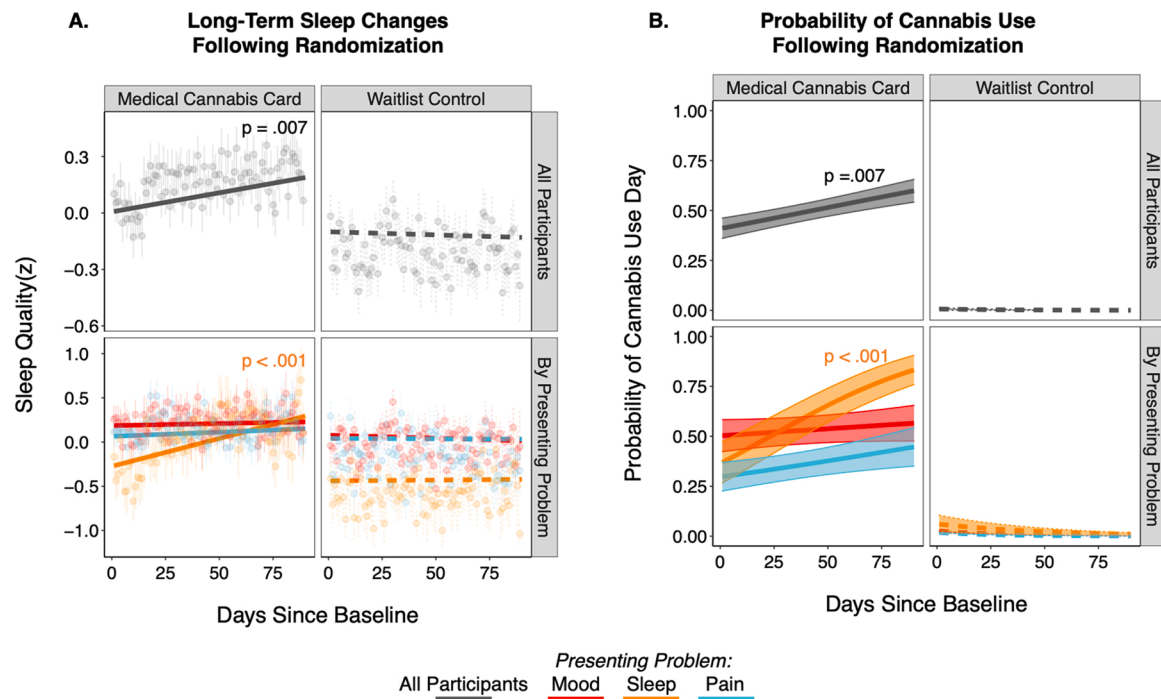 A.
Long-Term Sleep Changes
Following Randomization
Medical Cannabis Card
Waitlist Control
p = .007
0.3
0.0
−0.3
−0.6
All Participants
p < .001
1.0
0.5
0.0
−0.5
−1.0
By Presenting Problem
Sleep Quality(z)
0 25 50 75
0 25 50 75
Days Since Baseline
B.
Probability of Cannabis Use
Following Randomization
Medical Cannabis Card
Waitlist Control
p =.007
1.00
0.75
0.50
0.25
0.00
All Participants
p < .001
1.00
0.75
0.50
0.25
0.00
By Presenting Problem
Probability of Cannabis Use Day
0 25 50 75
0 25 50 75
Days Since Baseline
Presenting Problem:
All Participants Mood Sleep Pain